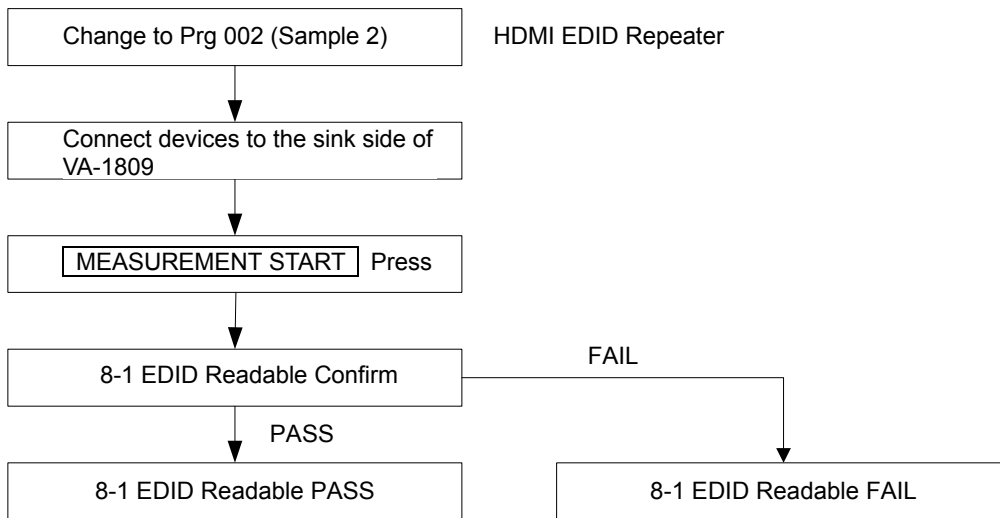 Change to Prg 002 (Sample 2)
HDMI EDID Repeater
Connect devices to the sink side of
VA-1809
MEASUREMENT START Press
8-1 EDID Readable Confirm
FAIL
PASS
8-1 EDID Readable PASS
8-1 EDID Readable FAIL